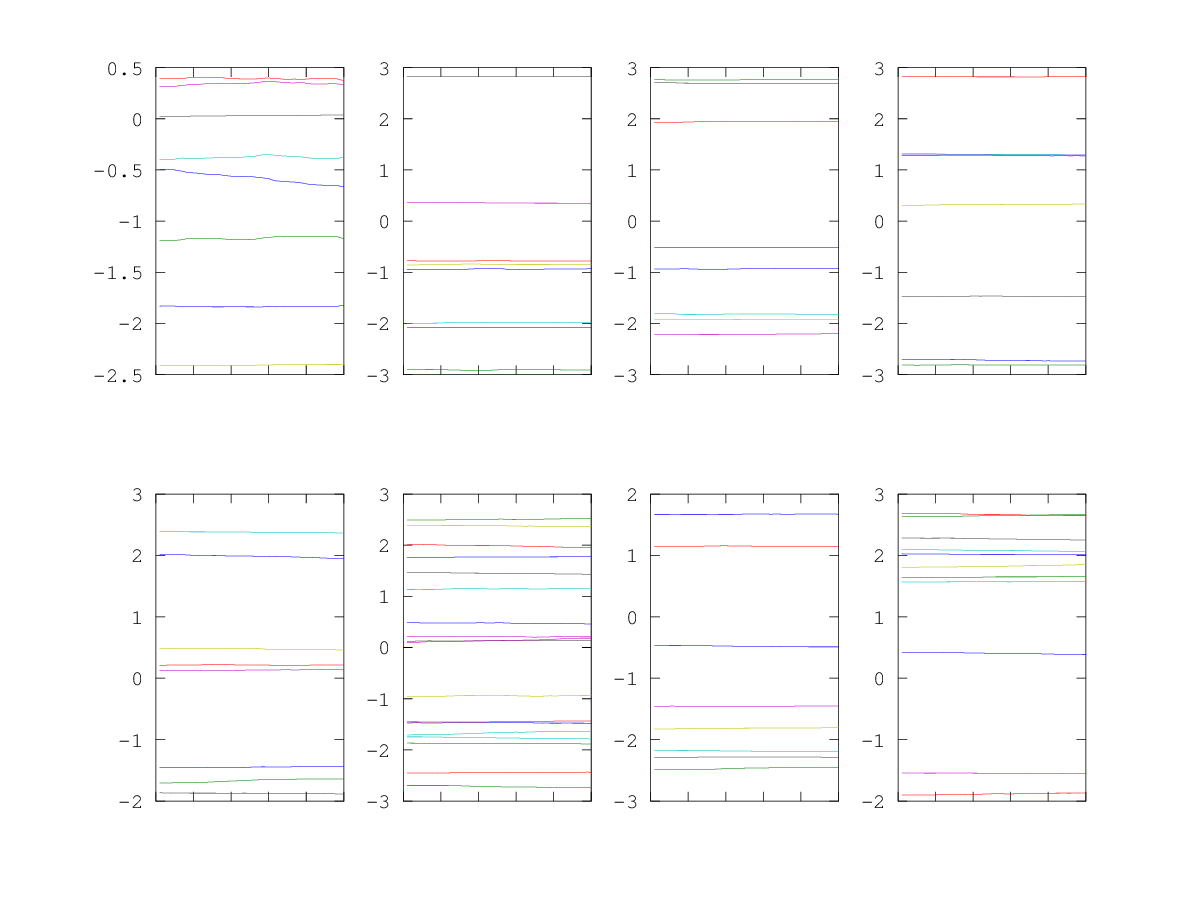 0.5 3 3 3
0 2 2 2
-0.5 1 1 1
-1 0 0 0
-1.5 -1 -1 -1
-2 -2 -2 -2
-2.5 -3 -3 -3
3 3 2 3
2 2 1 2
1 1 0 1
0 0 -1 0
-1 -1 -2 -1
-2 -2 -3 -2
-3